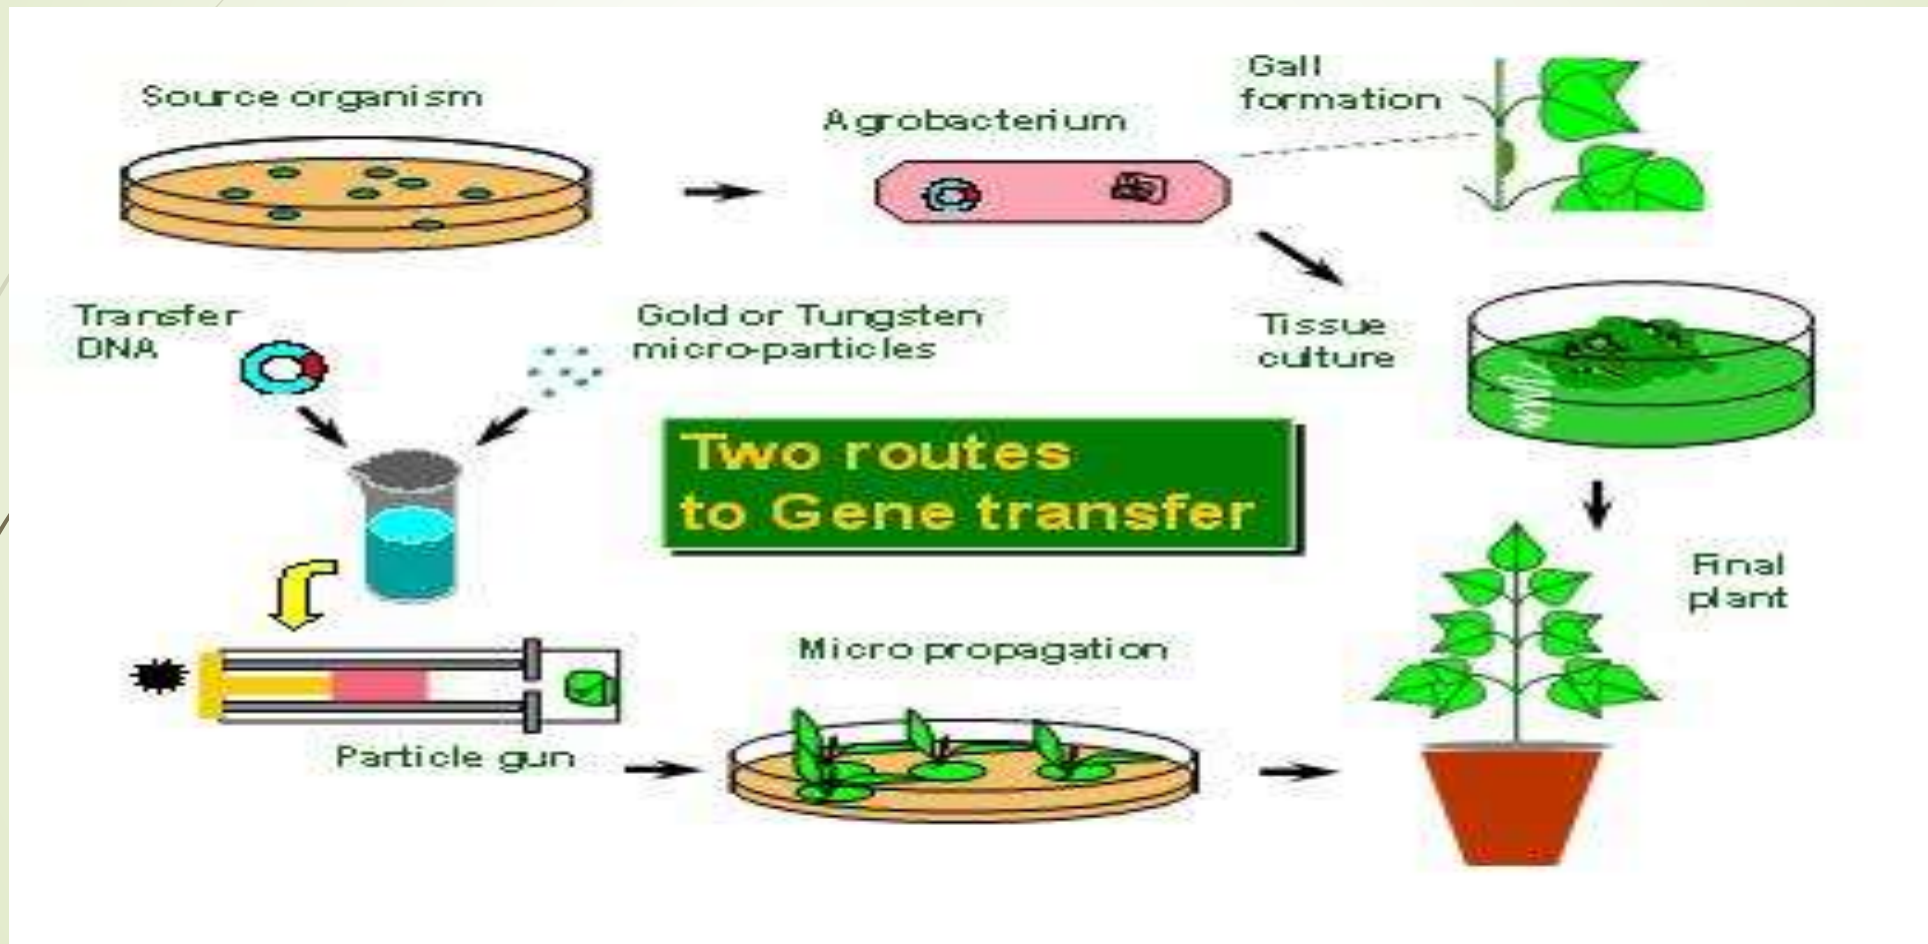 Source organism
Agrobacterium
Gall
formation
Transfer
DNA
Gold or Tungsten
micro-particles
Tissue
culture
Two routes
to Gene transfer
Final
plant
Micro propagation
Particle gun